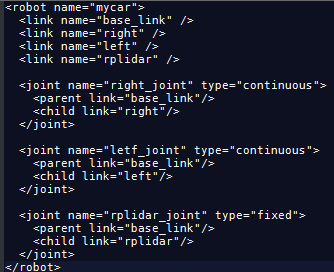 <robot name="mycar">
  <link name="base_link" />
  <link name="right" />
  <link name="left" />
  <link name="rplidar" />

  <joint name="right_joint" type="continuous">
    <parent link="base_link"/>
    <child link="right"/>
  </joint>

  <joint name="letf_joint" type="continuous">
    <parent link="base_link"/>
    <child link="left"/>
  </joint>

  <joint name="rplidar_joint" type="fixed">
    <parent link="base_link"/>
    <child link="rplidar"/>
  </joint>
</robot>